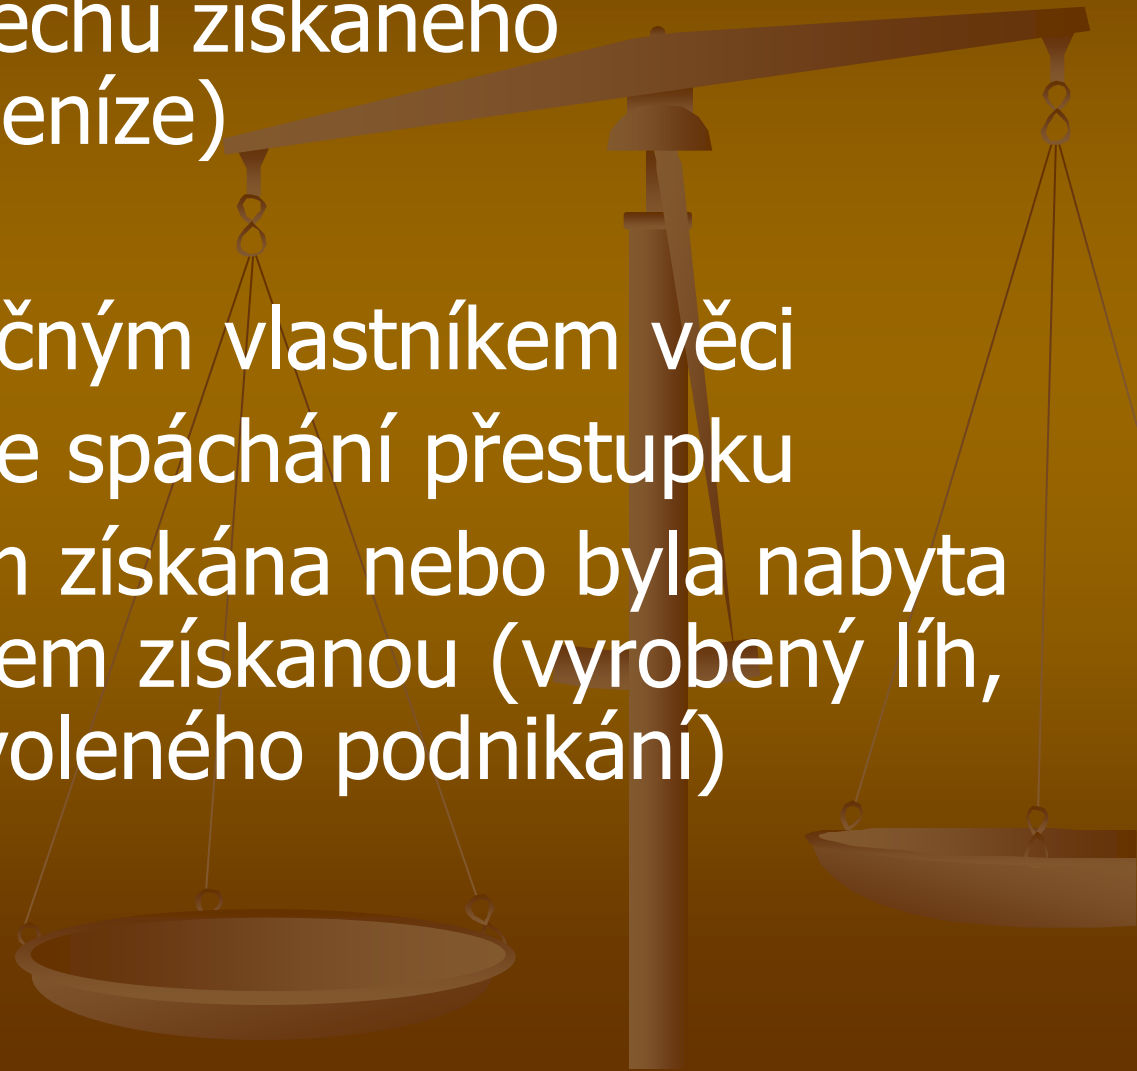 echu získaného
eníze)
čným vlastníkem věci
e spáchání přestupku
získána nebo byla nabyta
em získanou (vyrobený líh,
voleného podnikání)